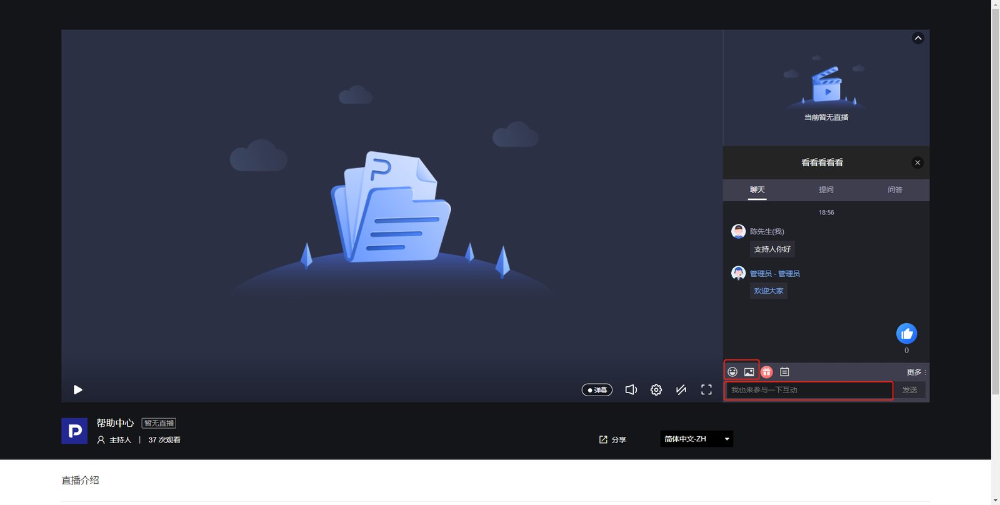 当前暂无直播
看看看看看
聊天
提问
问答
18:56
陈先生(我)
支持人你好
管理员 - 管理员
欢迎大家
0
更多
我也来参与一下互动
发送
弹幕
帮助中心
暂无直播
主持人
37 次观看
分享
简体中文-ZH
直播介绍